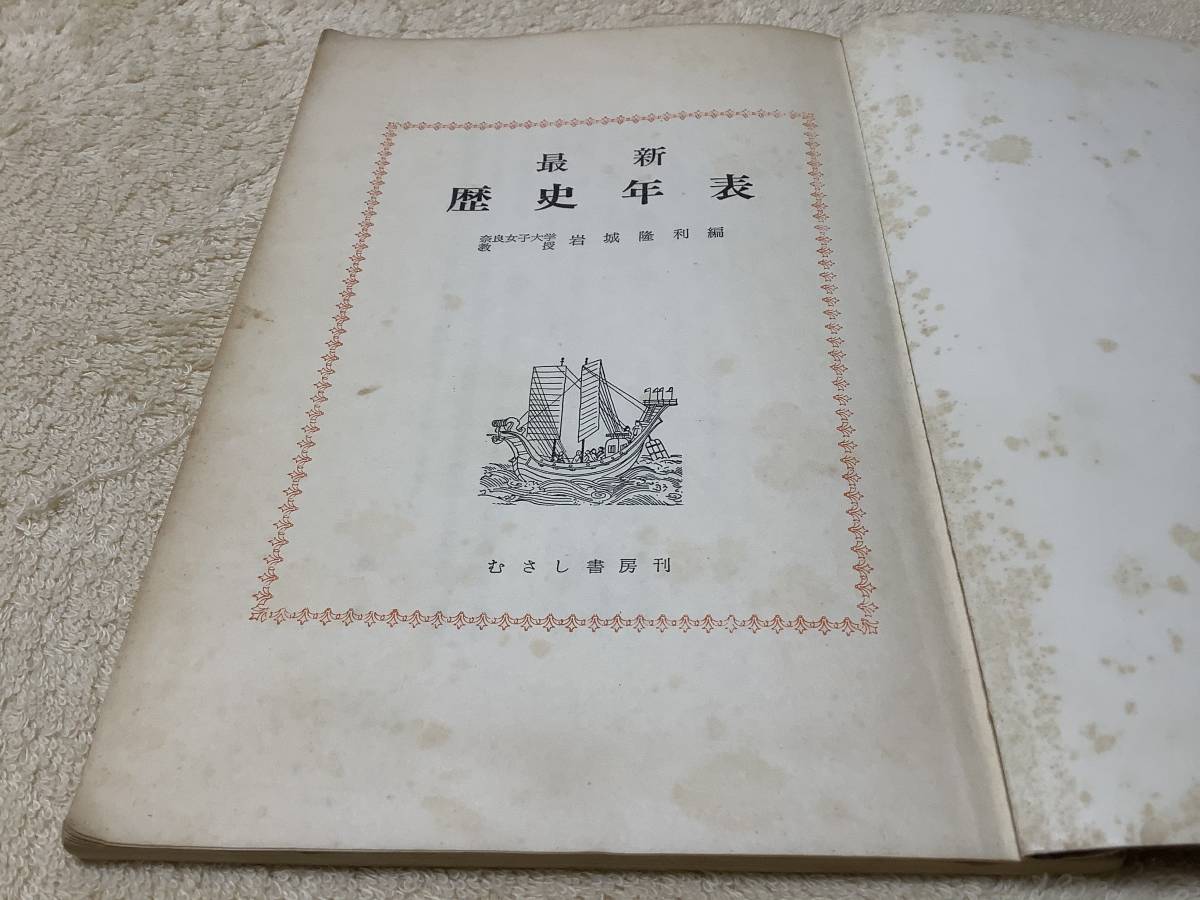 最新
歴史年表
奈良女子大学教授 岩城隆利編
むさし書房刊